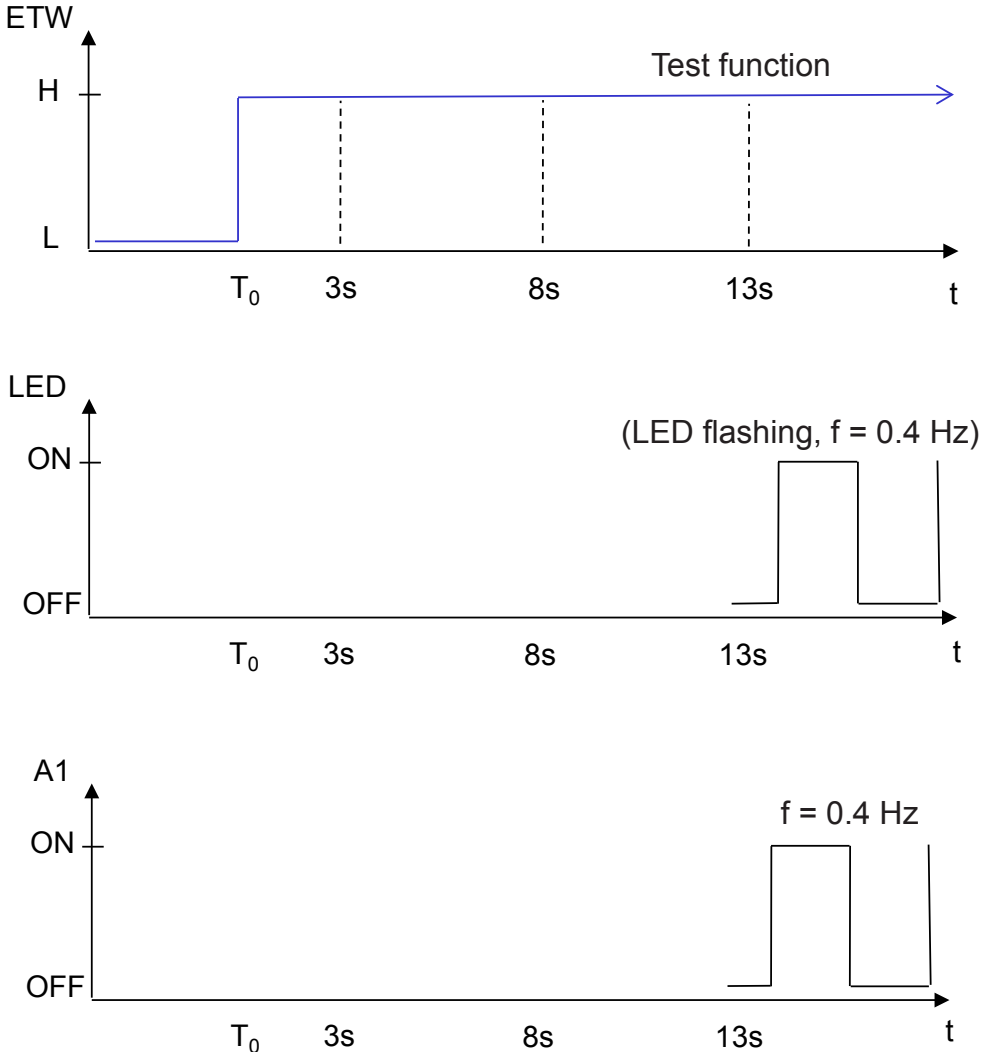 ETW
Test function
H
L
T₀ 3s 8s 13s t
LED
(LED flashing, f = 0.4 Hz)
ON
OFF
T₀ 3s 8s 13s t
A1
f = 0.4 Hz
ON
OFF
T₀ 3s 8s 13s t